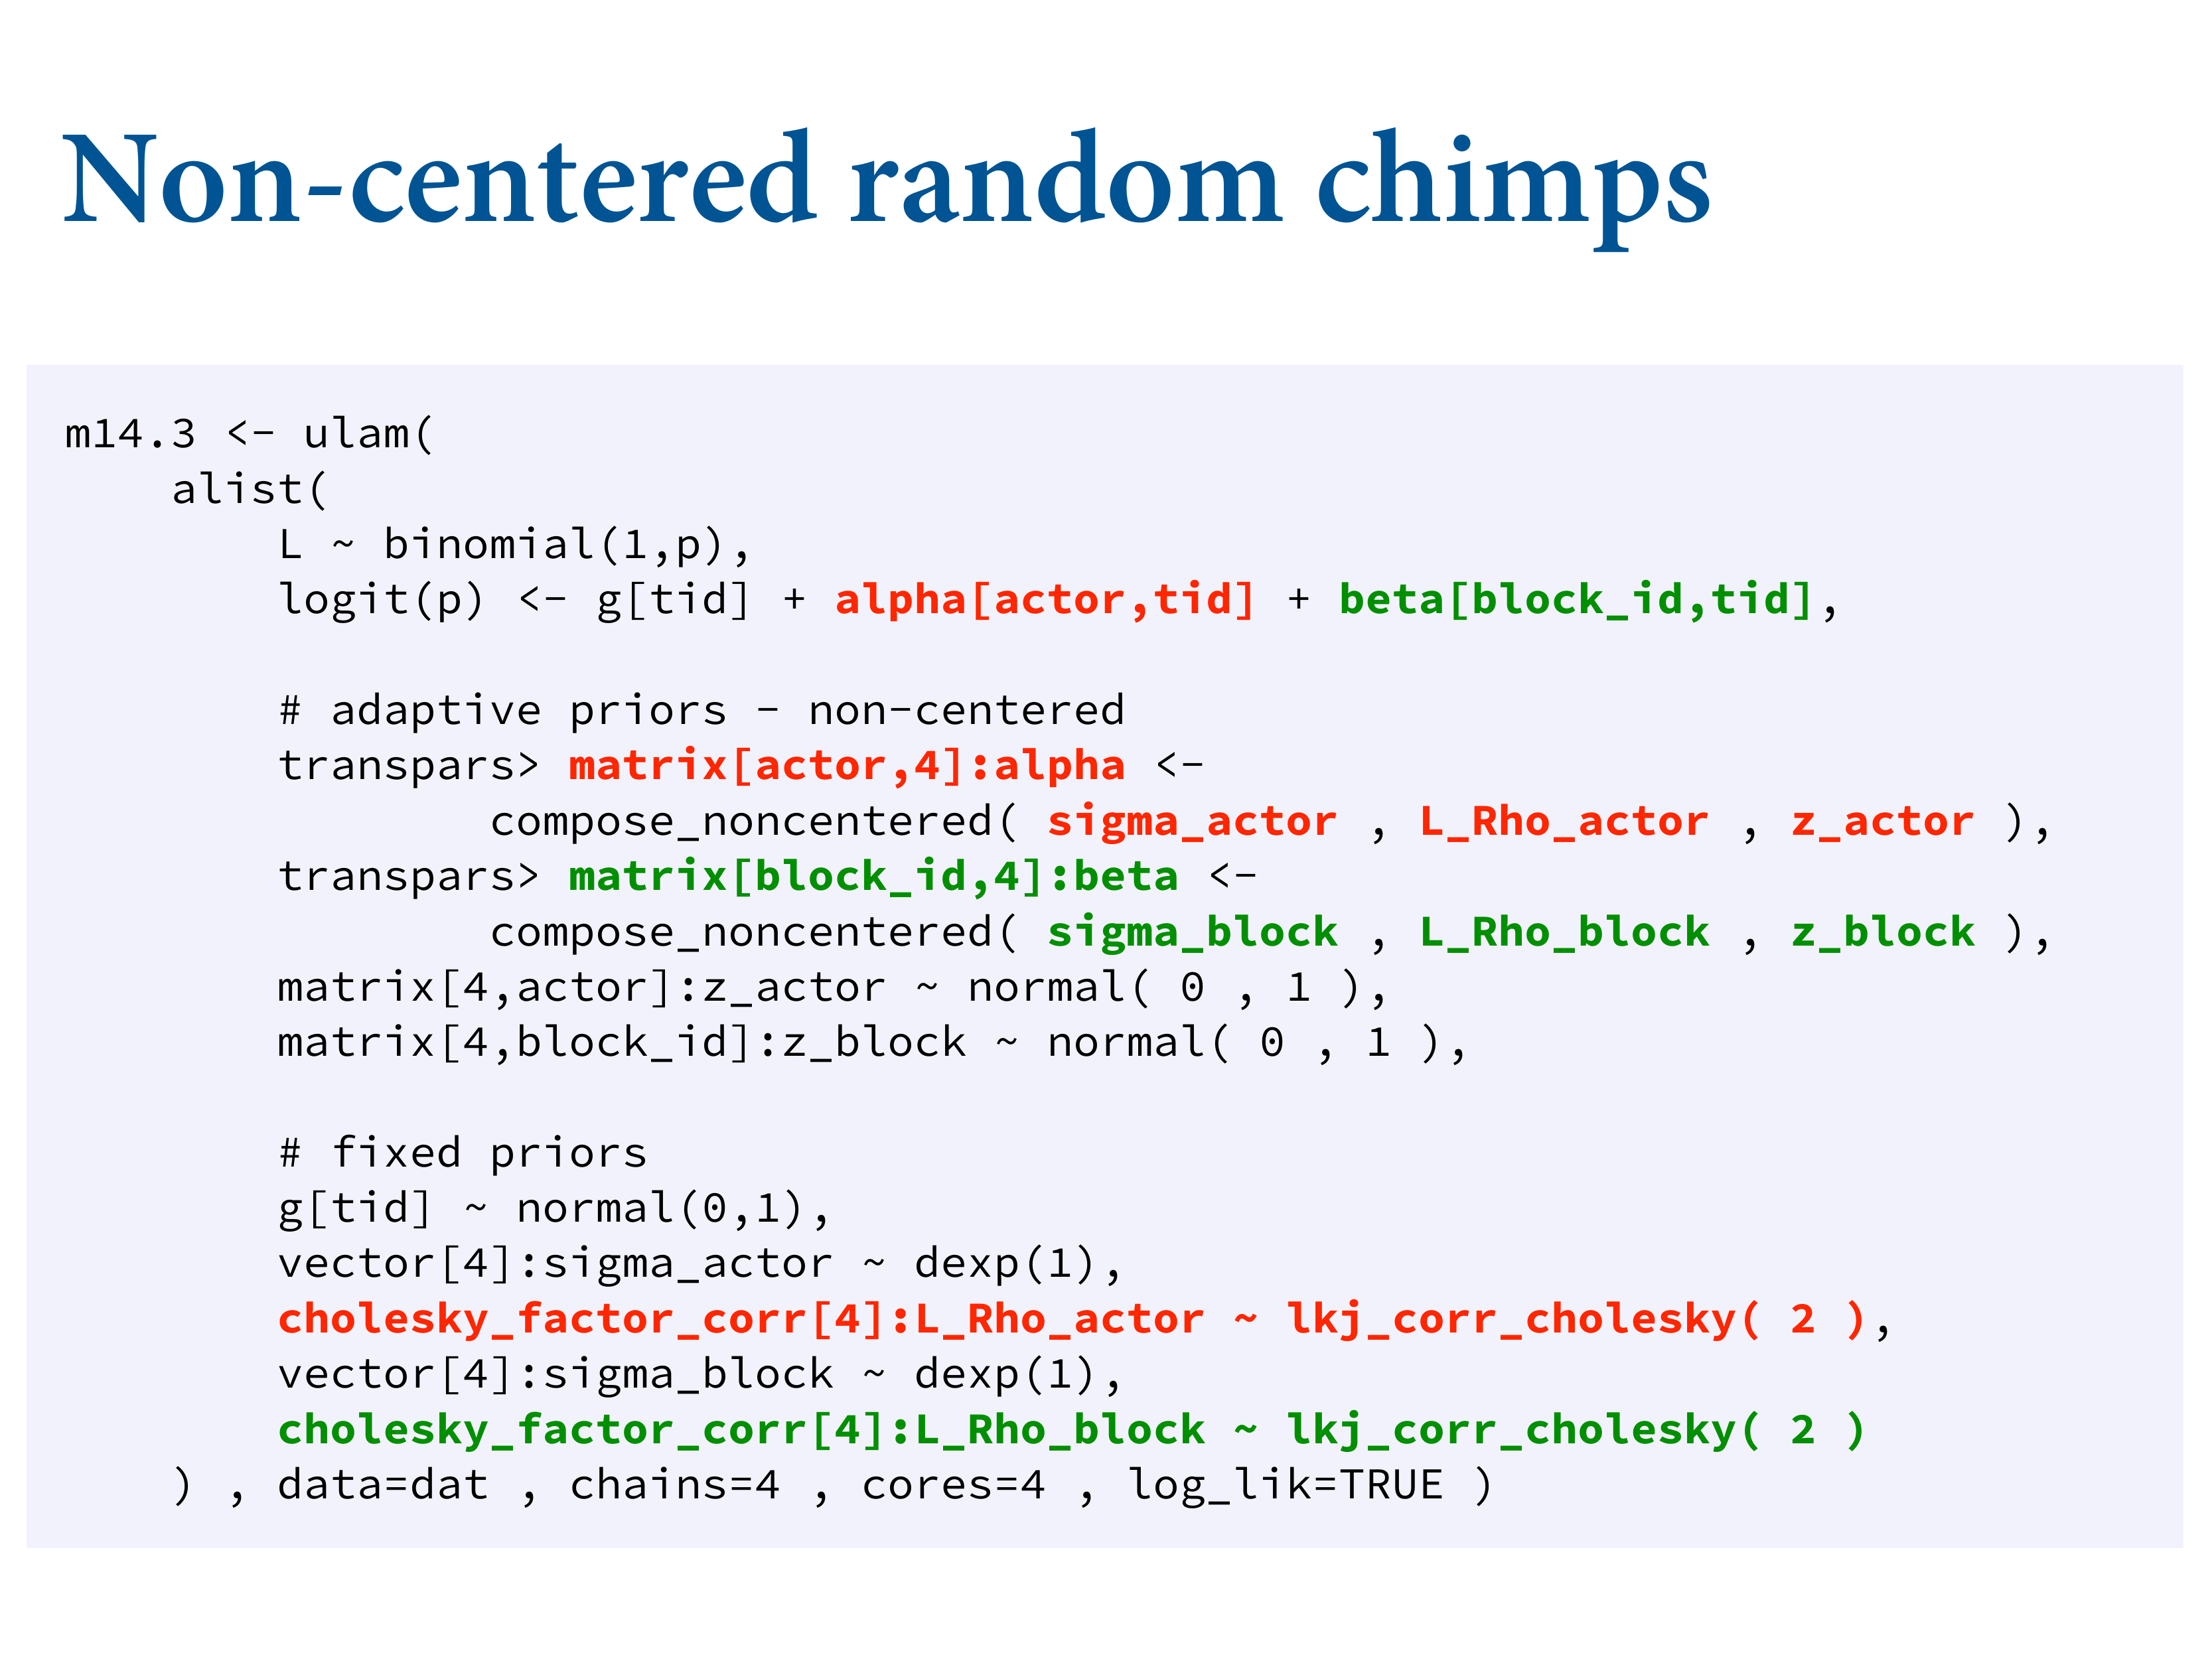 Non-centered random chimps
m14.3 <- ulam(
    alist(
        L ~ binomial(1,p),
        logit(p) <- g[tid] + alpha[actor,tid] + beta[block_id,tid],

        # adaptive priors - non-centered
        transpars> matrix[actor,4]:alpha <-
                compose_noncentered( sigma_actor , L_Rho_actor , z_actor ),
        transpars> matrix[block_id,4]:beta <-
                compose_noncentered( sigma_block , L_Rho_block , z_block ),
        matrix[4,actor]:z_actor ~ normal( 0 , 1 ),
        matrix[4,block_id]:z_block ~ normal( 0 , 1 ),

        # fixed priors
        g[tid] ~ normal(0,1),
        vector[4]:sigma_actor ~ dexp(1),
        cholesky_factor_corr[4]:L_Rho_actor ~ lkj_corr_cholesky( 2 ),
        vector[4]:sigma_block ~ dexp(1),
        cholesky_factor_corr[4]:L_Rho_block ~ lkj_corr_cholesky( 2 )
    ) , data=dat , chains=4 , cores=4 , log_lik=TRUE )